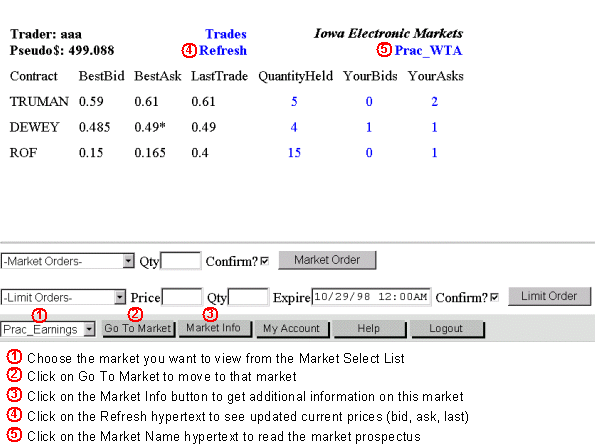 Trader: aaa Trades Iowa Electronic Markets
Pseudo$: 499.088 4 Refresh 5 Prac_WTA
Contract BestBid BestAsk LastTrade QuantityHeld YourBids YourAsks
TRUMAN 0.59 0.61 0.61 5 0 2
DEWEY 0.485 0.49* 0.49 4 1 1
ROF 0.15 0.165 0.4 15 0 1
-Market Orders- Qty Confirm? Market Order
-Limit Orders- Price Qty Expire 10/29/98 12:00AM Confirm? Limit Order
1 2 3
Prac_Earnings Go To Market Market Info My Account Help Logout
1 Choose the market you want to view from the Market Select List
2 Click on Go To Market to move to that market
3 Click on the Market Info button to get additional information on this market
4 Click on the Refresh hypertext to see updated current prices (bid, ask, last)
5 Click on the Market Name hypertext to read the market prospectus